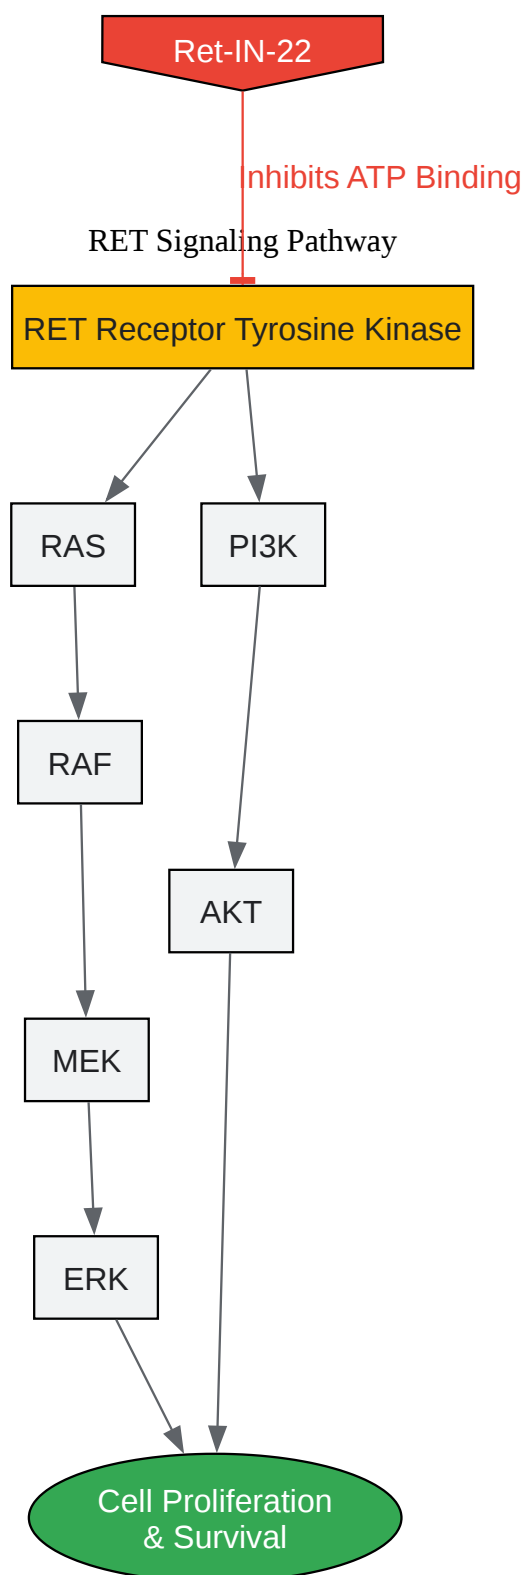 Ret-IN-22
Inhibits ATP Binding
RET Signaling Pathway
RET Receptor Tyrosine Kinase
RAS
PI3K
RAF
AKT
MEK
ERK
Cell Proliferation
& Survival